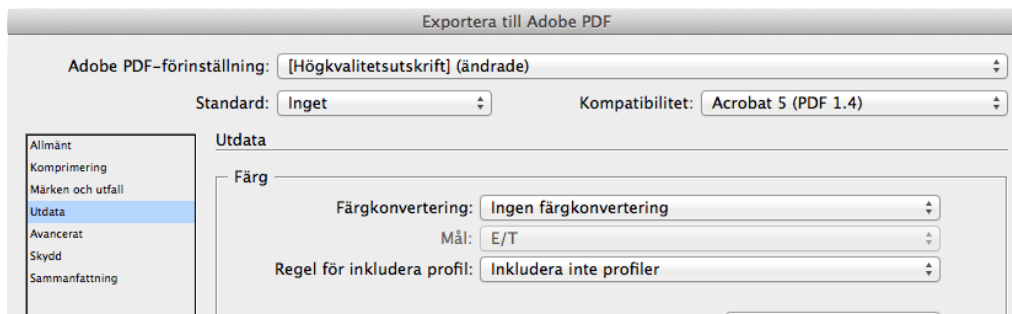 Exportera till Adobe PDF
Adobe PDF-förinställning: [Högkvalitetsutskrift] (ändrade)
Standard: Inget Kompatibilitet: Acrobat 5 (PDF 1.4)
Allmänt
Komprimering
Märken och utfall
Utdata
Avancerat
Skydd
Sammanfattning
Utdata
Färg
Färgkonvertering: Ingen färgkonvertering
Mål: E/T
Regel för inkludera profil: Inkludera inte profiler